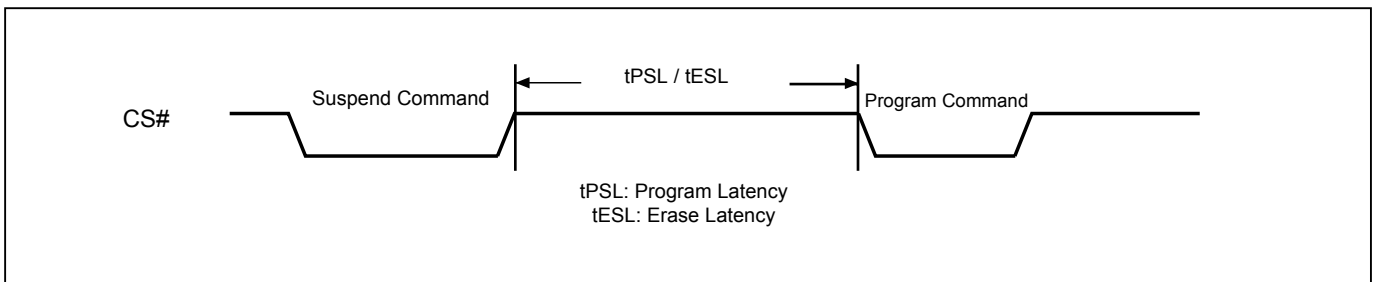 tPSL / tESL
Suspend Command
Program Command
CS#
tPSL: Program Latency
tESL: Erase Latency